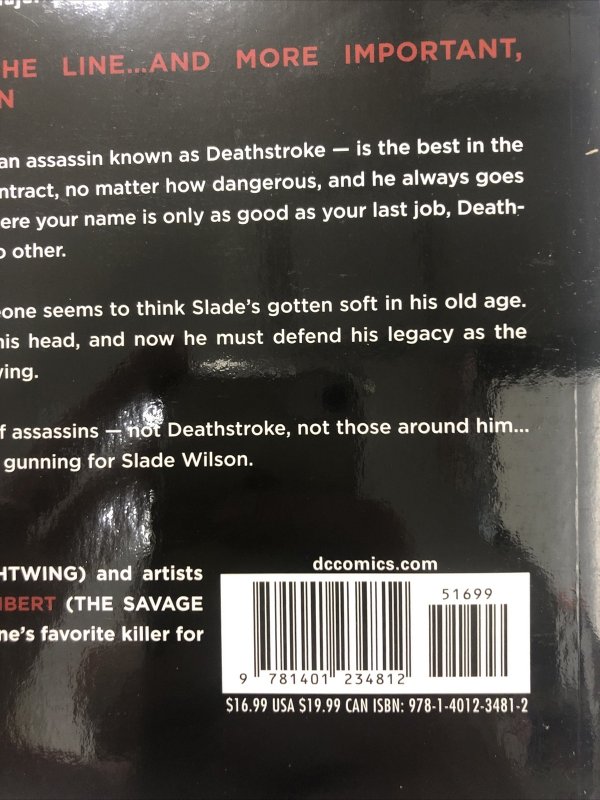 HE LINE...AND MORE IMPORTANT,
N
an assassin known as Deathstroke — is the best in the
ntract, no matter how dangerous, and he always goes
ere your name is only as good as your last job, Death-
o other.
one seems to think Slade's gotten soft in his old age.
his head, and now he must defend his legacy as the
ving.
f assassins — not Deathstroke, not those around him...
gunning for Slade Wilson.
HTWING) and artists
IBERT (THE SAVAGE
ne's favorite killer for
dccomics.com
51699
9 781401 234812
$16.99 USA $19.99 CAN ISBN: 978-1-4012-3481-2